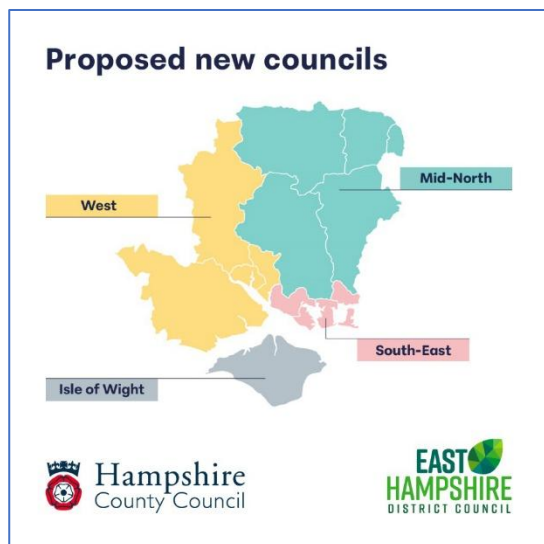 Proposed new councils
Mid-North
West
South-East
Isle of Wight
Hampshire
County Council
EAST
HAMPSHIRE
DISTRICT COUNCIL